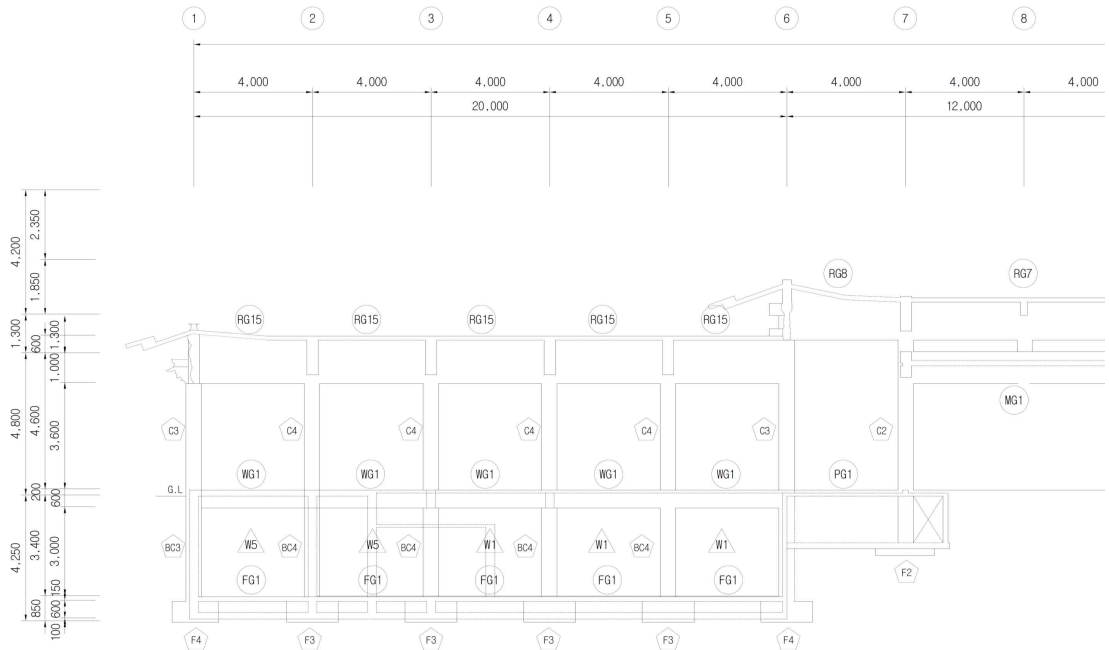 1 2 3 4 5 6 7 8
4,000 4,000 4,000 4,000 4,000 4,000 4,000 4,000
20,000 12,000
2,350
4,200
1,850
RG8 RG7
RG15 RG15 RG15 RG15 RG15
1,300 600 1,300
1,000
MG1
4,800 4,600 3,600
C3 C4 C4 C4 C4 C3 C2
WG1 WG1 WG1 WG1 WG1 PG1
G.L
200 600
4,250 3,400 3,000
BC3 W5 BC4 W5 BC4 W1 BC4 W1 BC4 W1
F2
FG1 FG1 FG1 FG1 FG1
150
850 600
100
F4 F3 F3 F3 F3 F4